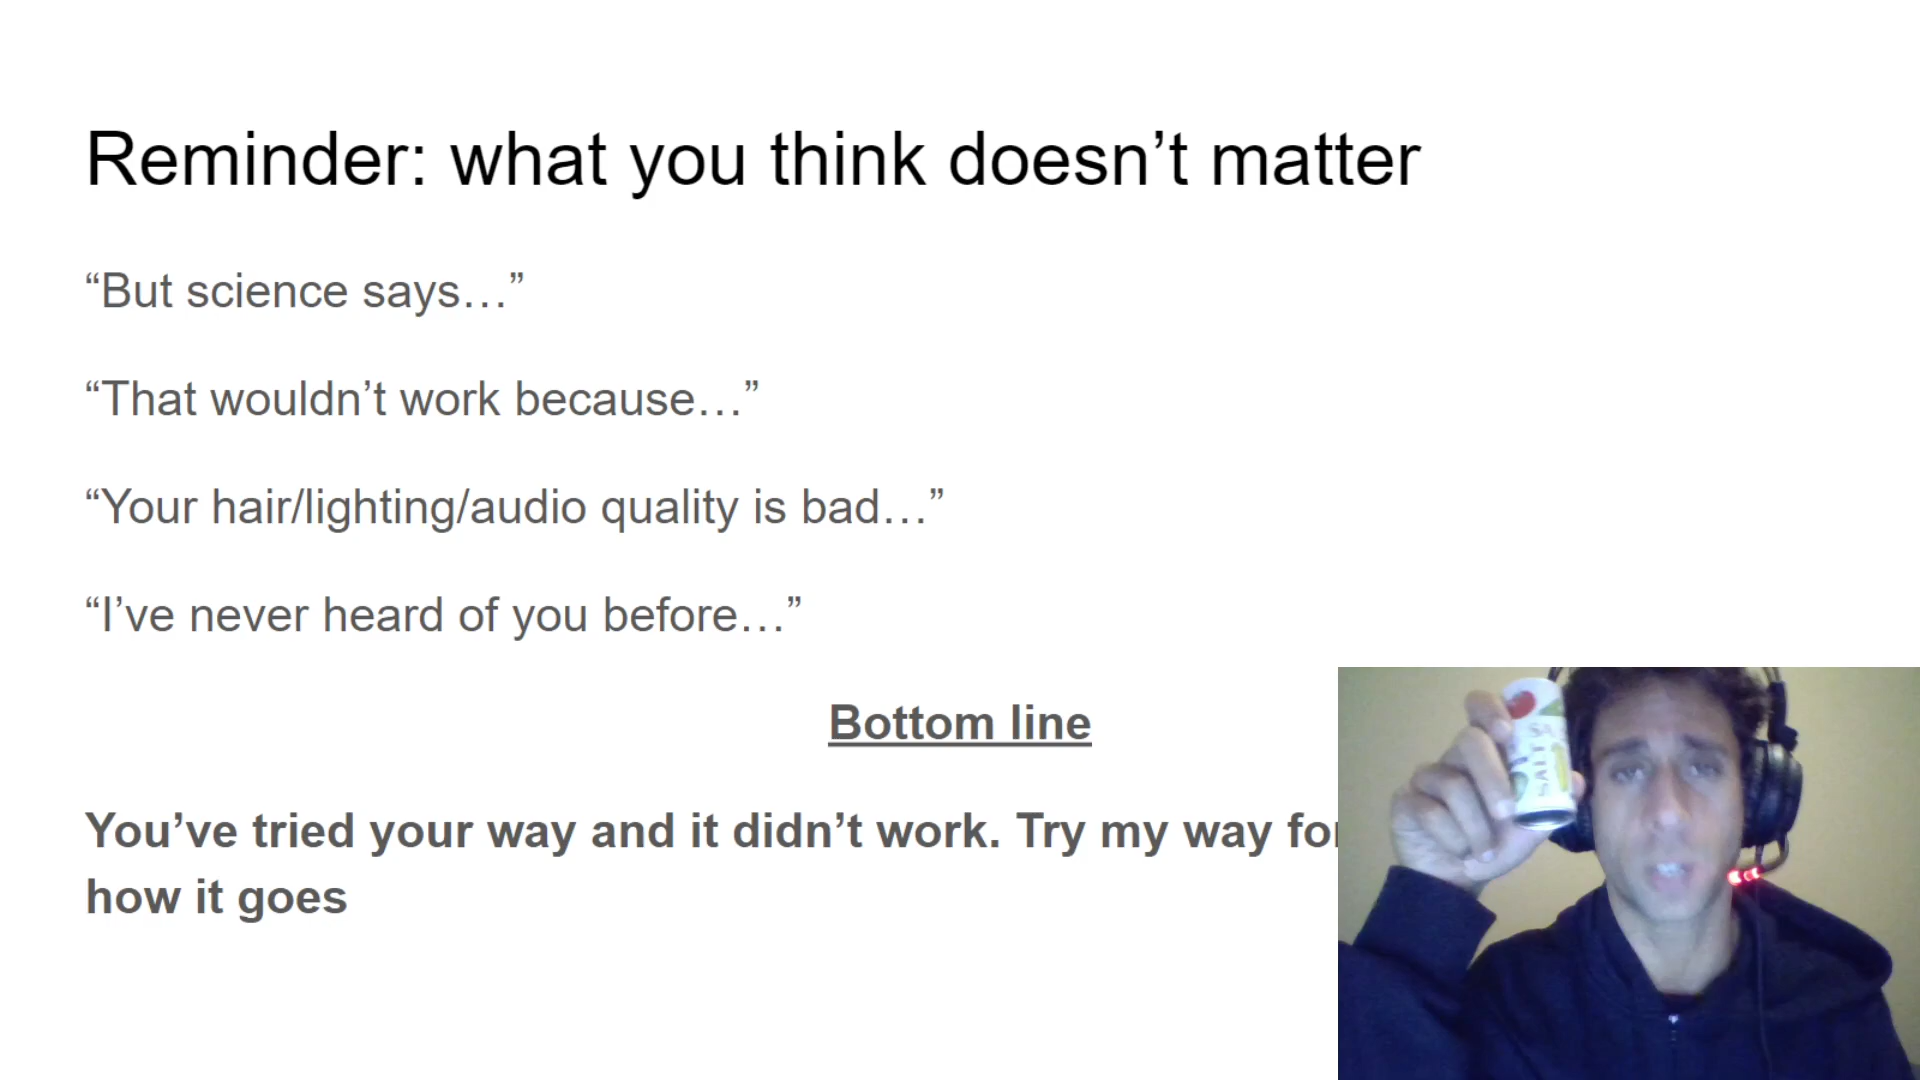 Reminder: what you think doesn’t matter
“But science says…”
“That wouldn’t work because…”
“Your hair/lighting/audio quality is bad…”
“I’ve never heard of you before…”
Bottom line
You’ve tried your way and it didn’t work. Try my way for
how it goes
SALT